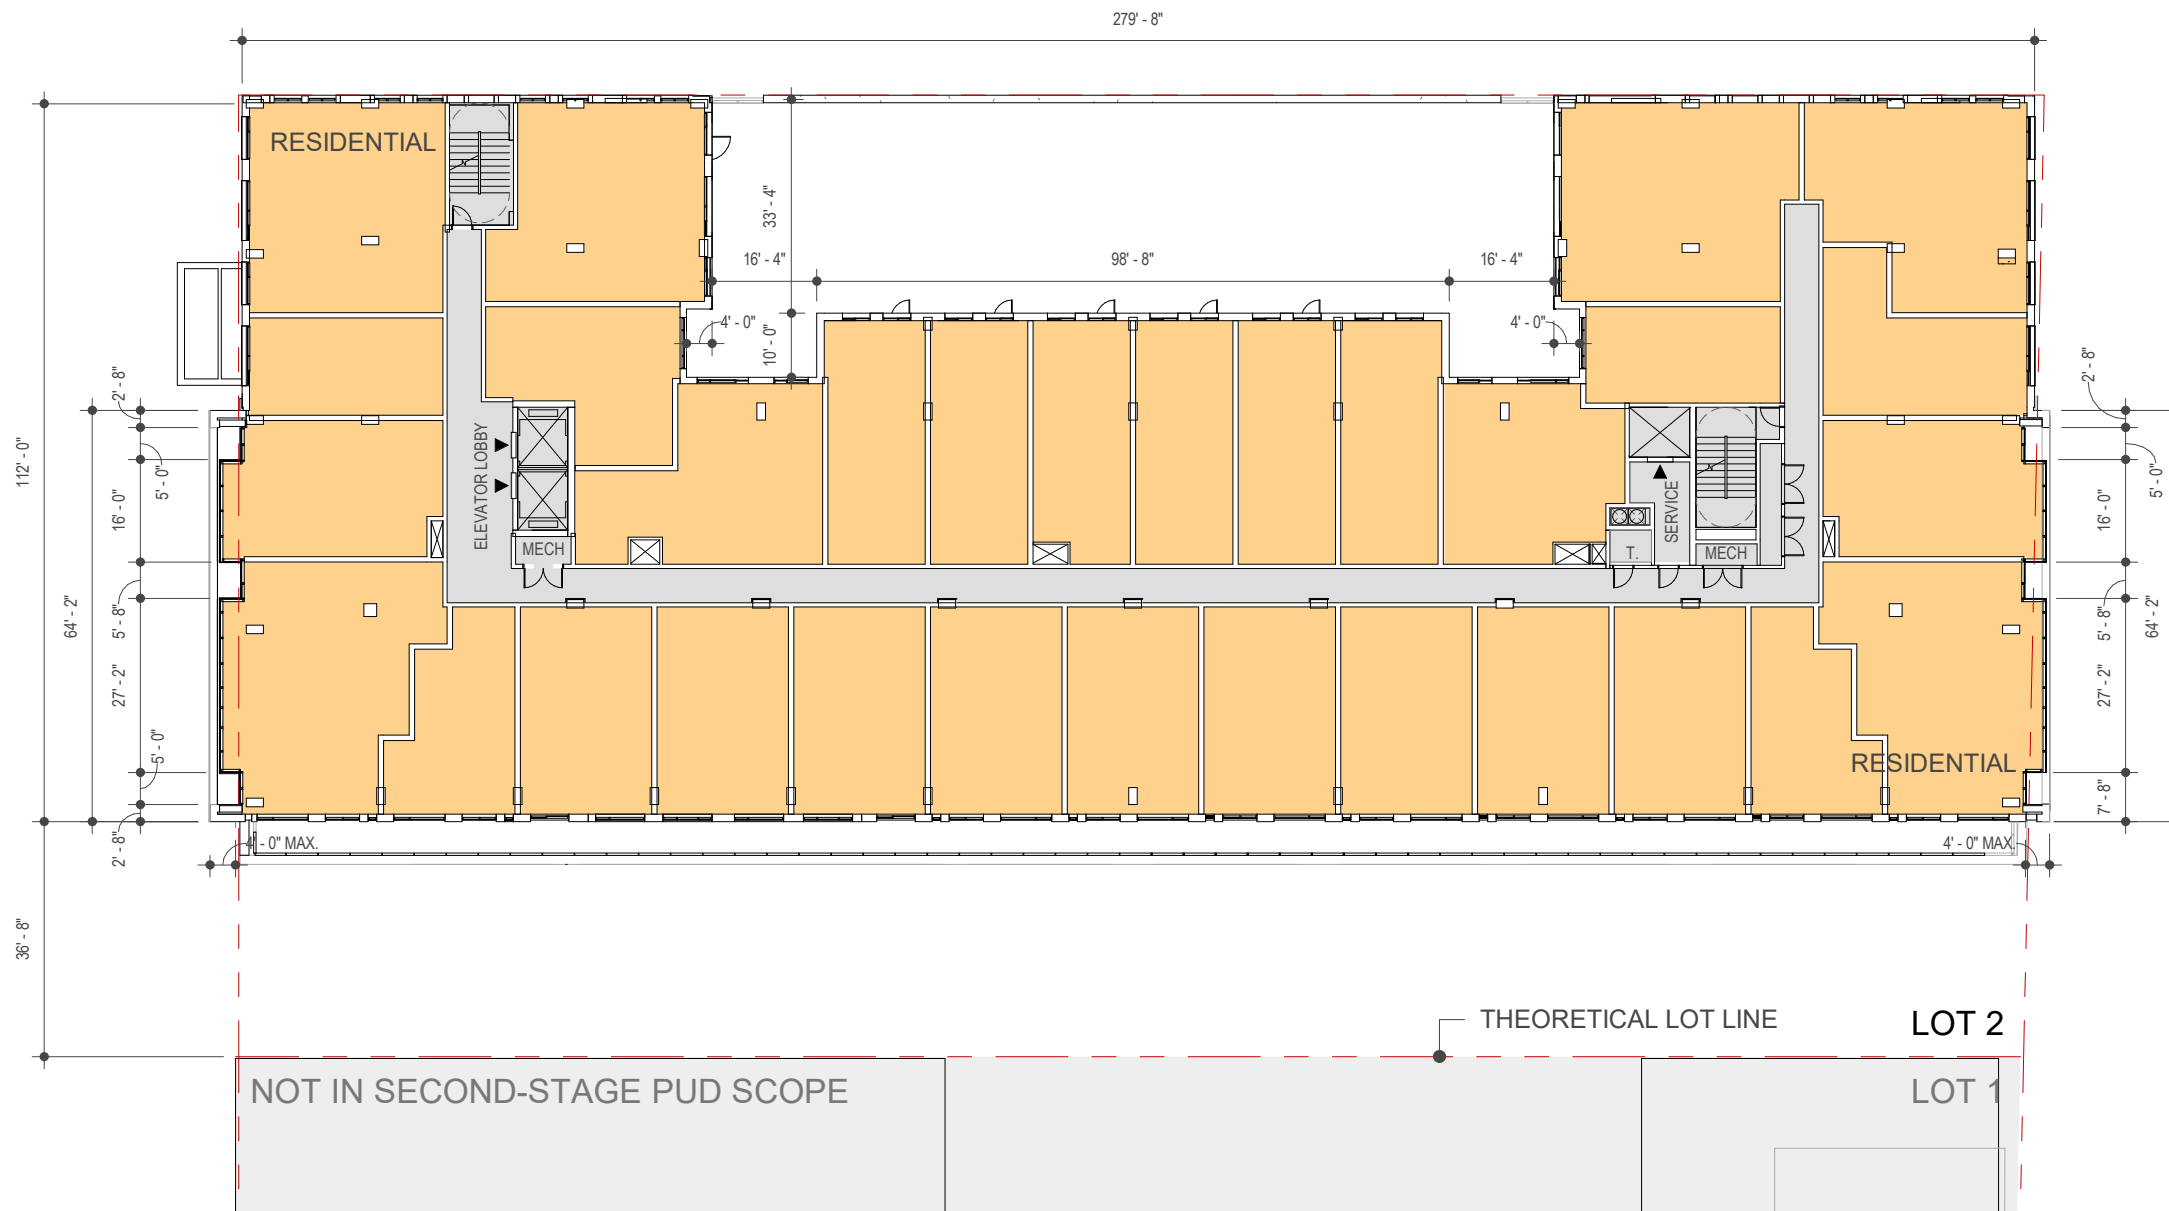 279' - 8"
RESIDENTIAL
33' - 4"
16' - 4"
98' - 8"
16' - 4"
4' - 0"
10' - 0"
4' - 0"
2' - 8"
5' - 0"
16' - 0"
5' - 8"
27' - 2"
5' - 0"
2' - 8"
64' - 2"
112' - 0"
36' - 8"
ELEVATOR LOBBY
MECH
SERVICE
T.
MECH
2' - 8"
5' - 0"
16' - 0"
5' - 8"
64' - 2"
27' - 2"
7' - 8"
RESIDENTIAL
4' - 0" MAX.
4' - 0" MAX.
THEORETICAL LOT LINE
LOT 2
NOT IN SECOND-STAGE PUD SCOPE
LOT 1